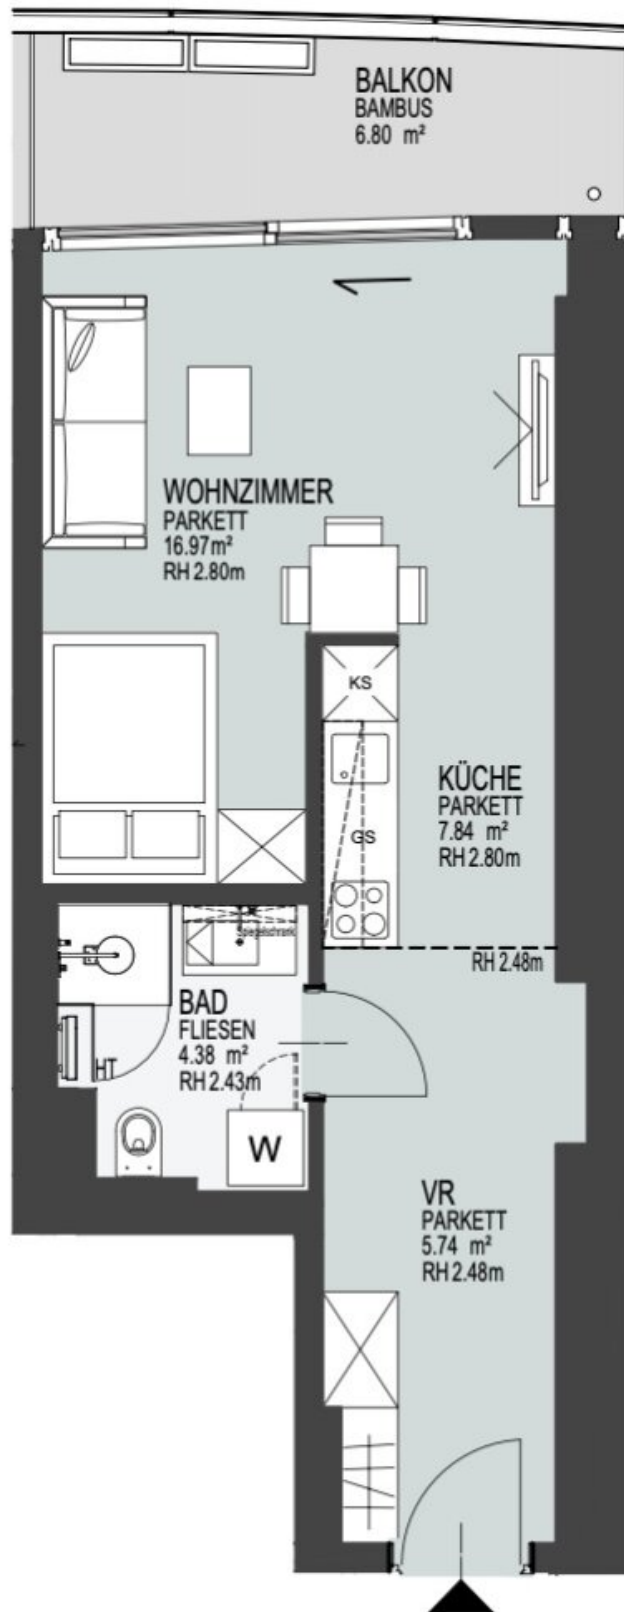 BALKON
BAMBUS
6.80 m²
WOHNZIMMER
PARKETT
16.97m²
RH 2.80m
KS
KÜCHE
PARKETT
7.84 m²
RH 2.80m
GS
Spiegelschrank
RH 2.48m
BAD
FLIESEN
4.38 m²
RH 2.43m
HT
W
VR
PARKETT
5.74 m²
RH 2.48m